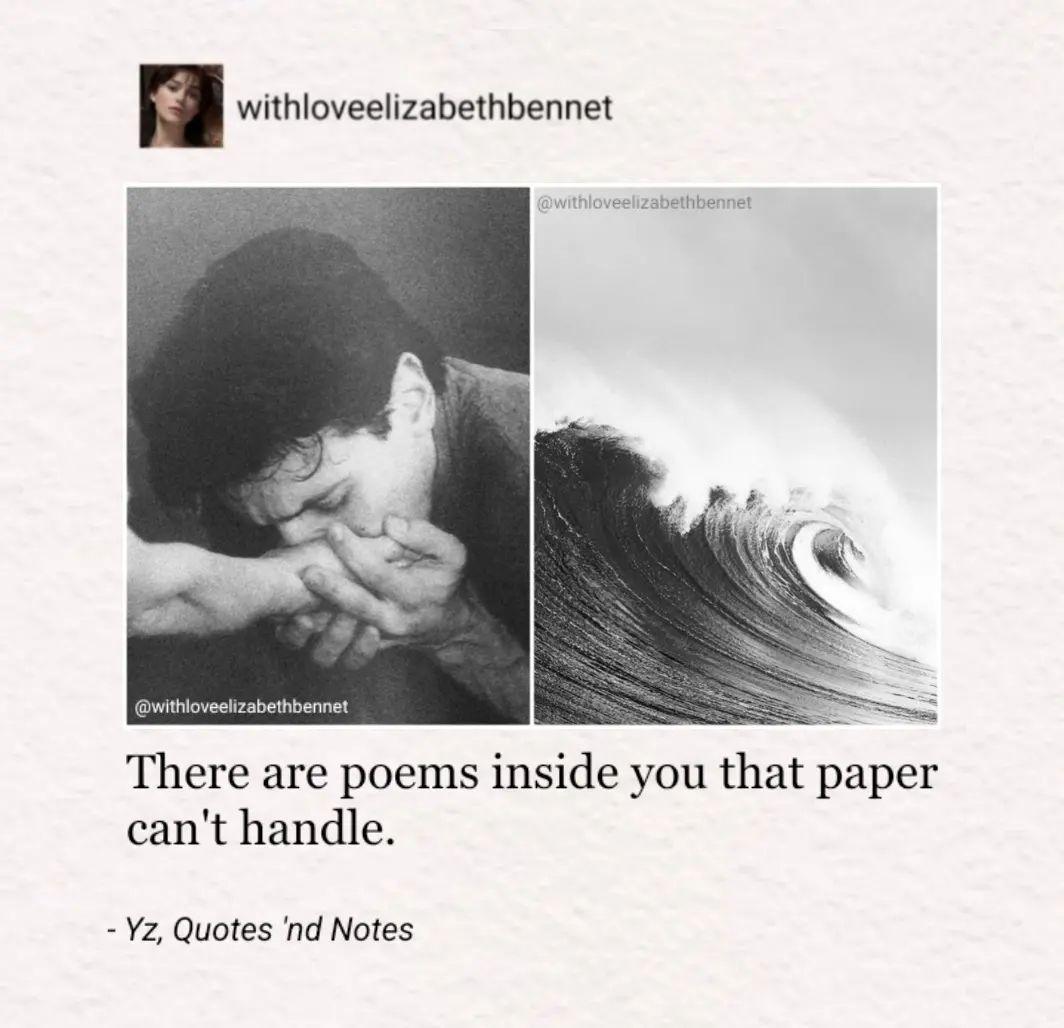 withloveelizabethbennet
@withloveelizabethbennet
@withloveelizabethbennet
There are poems inside you that paper
can't handle.
- Yz, Quotes 'nd Notes